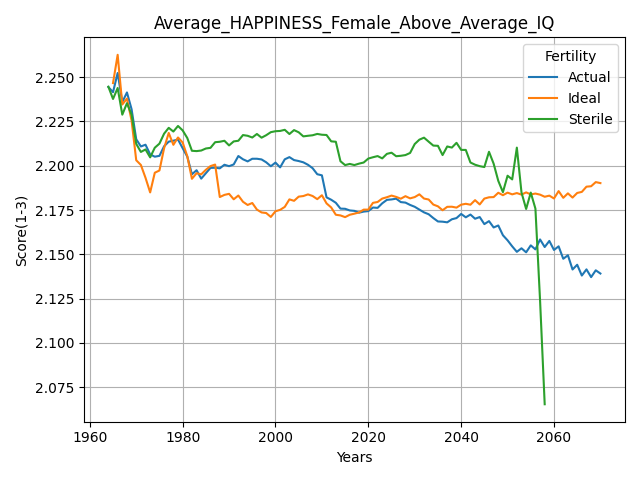 Average_HAPPINESS_Female_Above_Average_IQ
Fertility
Actual
Ideal
Sterile
Score(1-3)
2.250
2.225
2.200
2.175
2.150
2.125
2.100
2.075
1960 1980 2000 2020 2040 2060
Years